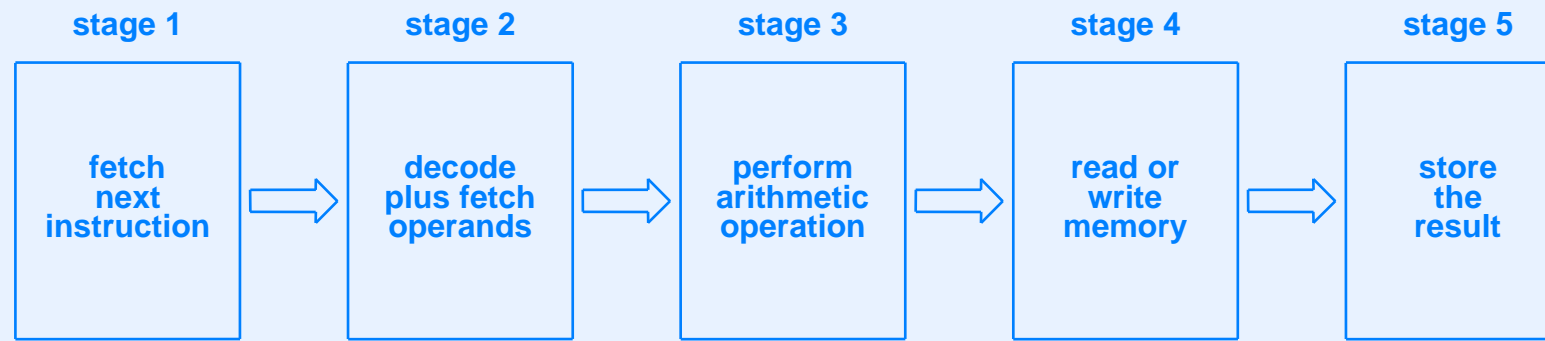 stage 1
stage 2
stage 3
stage 4
stage 5
fetch
next
instruction
decode
plus fetch
operands
perform
arithmetic
operation
read or
write
memory
store
the
result